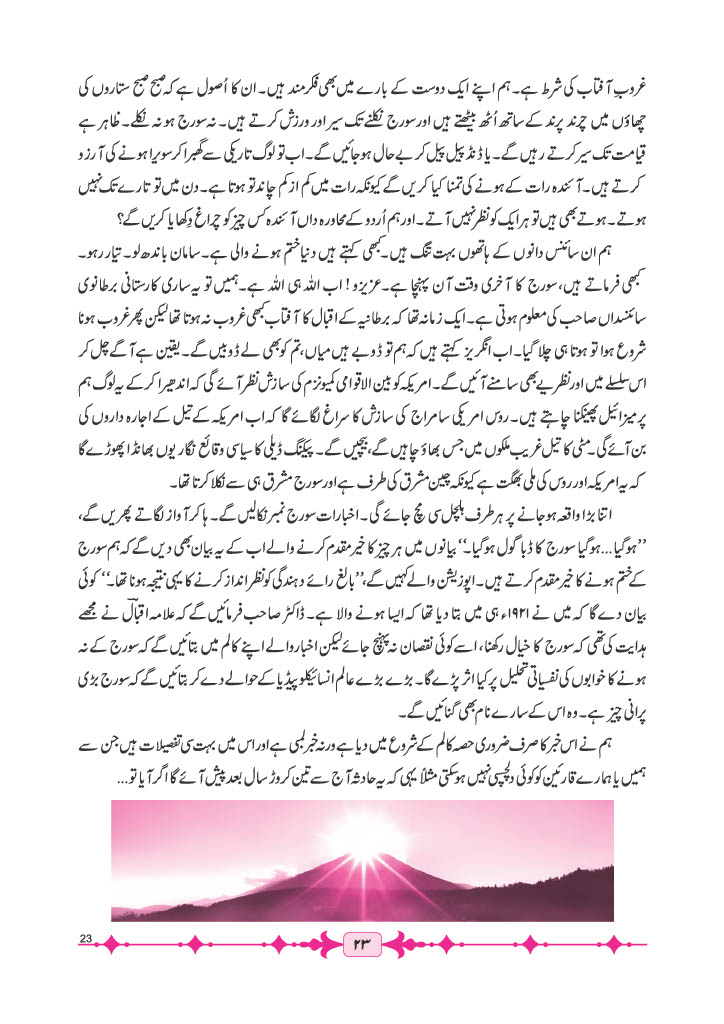 غروبِ آفتاب کی شرط ہے۔ ہم اپنے ایک دوست کے بارے میں بھی فکر مند ہیں۔ ان کا اُصول ہے کہ صبح صبح ستاروں کی
چھاؤں میں چرند پرند کے ساتھ اُٹھ بیٹھتے ہیں اور سورج نکلنے تک سیر اور ورزش کرتے ہیں۔ نہ سورج ہو نہ نکلے۔ ظاہر ہے
قیامت تک سیر کرتے رہیں گے۔ یا ڈنڈ پیل پیل کر بے حال ہو جائیں گے۔ اب تو لوگ تاریکی سے گھبرا کر سویرا ہونے کی آرزو
کرتے ہیں۔ آئندہ رات کے ہونے کی تمنا کیا کریں گے کیونکہ رات میں کم از کم چاند تو ہوتا ہے۔ دن میں تو تارے تک نہیں
ہوتے۔ ہوتے بھی ہیں تو ہر ایک کو نظر نہیں آتے۔ اور ہم اُردو کے محاورہ داں آئندہ کس چیز کو چراغ دِکھایا کریں گے؟
ہم ان سائنس دانوں کے ہاتھوں بہت تنگ ہیں۔ کبھی کہتے ہیں دنیا ختم ہونے والی ہے۔ سامان باندھ لو۔ تیار رہو۔
کبھی فرماتے ہیں، سورج کا آخری وقت آن پہنچا ہے۔ عزیزو! اب اللہ ہی اللہ ہے۔ ہمیں تو یہ ساری کارستانی برطانوی
سائنسداں صاحب کی معلوم ہوتی ہے۔ ایک زمانہ تھا کہ برطانیہ کے اقبال کا آفتاب کبھی غروب نہ ہوتا تھا لیکن پھر غروب ہونا
شروع ہوا تو ہوتا ہی چلا گیا۔ اب انگریز کہتے ہیں کہ ہم تو ڈوبے ہیں میاں، تم کو بھی لے ڈوبیں گے۔ یقین ہے آگے چل کر
اس سلسلے میں اور نظریے بھی سامنے آئیں گے۔ امریکہ کو بین الاقوامی کمیونزم کی سازش نظر آئے گی کہ اندھیرا کر کے یہ لوگ ہم
پر میزائیل پھینکنا چاہتے ہیں۔ روس امریکی سامراج کی سازش کا سراغ لگائے گا کہ اب امریکہ کے تیل کے اجارہ داروں کی
بن آئے گی۔ مٹی کا تیل غریب ملکوں میں جس بھاؤ چاہیں گے، بیچیں گے۔ پیکنگ ڈیلی کا سیاسی وقائع نگار یوں بھانڈا پھوڑے گا
کہ یہ امریکہ اور روس کی ملی بھگت ہے کیونکہ چین مشرق کی طرف ہے اور سورج مشرق ہی سے نکلا کرتا تھا۔
اتنا بڑا واقعہ ہو جانے پر ہر طرف ہلچل سی مچ جائے گی۔ اخبارات سورج نمبر نکالیں گے۔ ہاکر آواز لگاتے پھریں گے،
”ہو گیا... ہو گیا سورج کا ڈبا گول ہو گیا۔“ بیانوں میں ہر چیز کا خیر مقدم کرنے والے اب کے یہ بیان بھی دیں گے کہ ہم سورج
کے ختم ہونے کا خیر مقدم کرتے ہیں۔ اپوزیشن والے کہیں گے، ”بالغ رائے دہندگی کو نظر انداز کرنے کا یہی نتیجہ ہونا تھا۔“ کوئی
بیان دے گا کہ میں نے ۱۹۲۱ء ہی میں بتا دیا تھا کہ ایسا ہونے والا ہے۔ ڈاکٹر صاحب فرمائیں گے کہ علامہ اقبالؔ نے مجھے
ہدایت کی تھی کہ سورج کا خیال رکھنا، اسے کوئی نقصان نہ پہنچ جائے لیکن اخبار والے اپنے کالم میں بتائیں گے کہ سورج کے نہ
ہونے کا خوابوں کی نفسیاتی تحلیل پر کیا اثر پڑے گا۔ بڑے بڑے عالم انسائیکلو پیڈیا کے حوالے دے کر بتائیں گے کہ سورج بڑی
پرانی چیز ہے۔ وہ اس کے سارے نام بھی گنائیں گے۔
ہم نے اس خبر کا صرف ضروری حصہ کالم کے شروع میں دیا ہے ورنہ خبر لمبی ہے اور اس میں بہت سی تفصیلات ہیں جن سے
ہمیں یا ہمارے قارئین کو کوئی دلچسپی نہیں ہو سکتی مثلاً یہی کہ یہ حادثہ آج سے تین کروڑ سال بعد پیش آئے گا اگر آیا تو...
23
۲۳